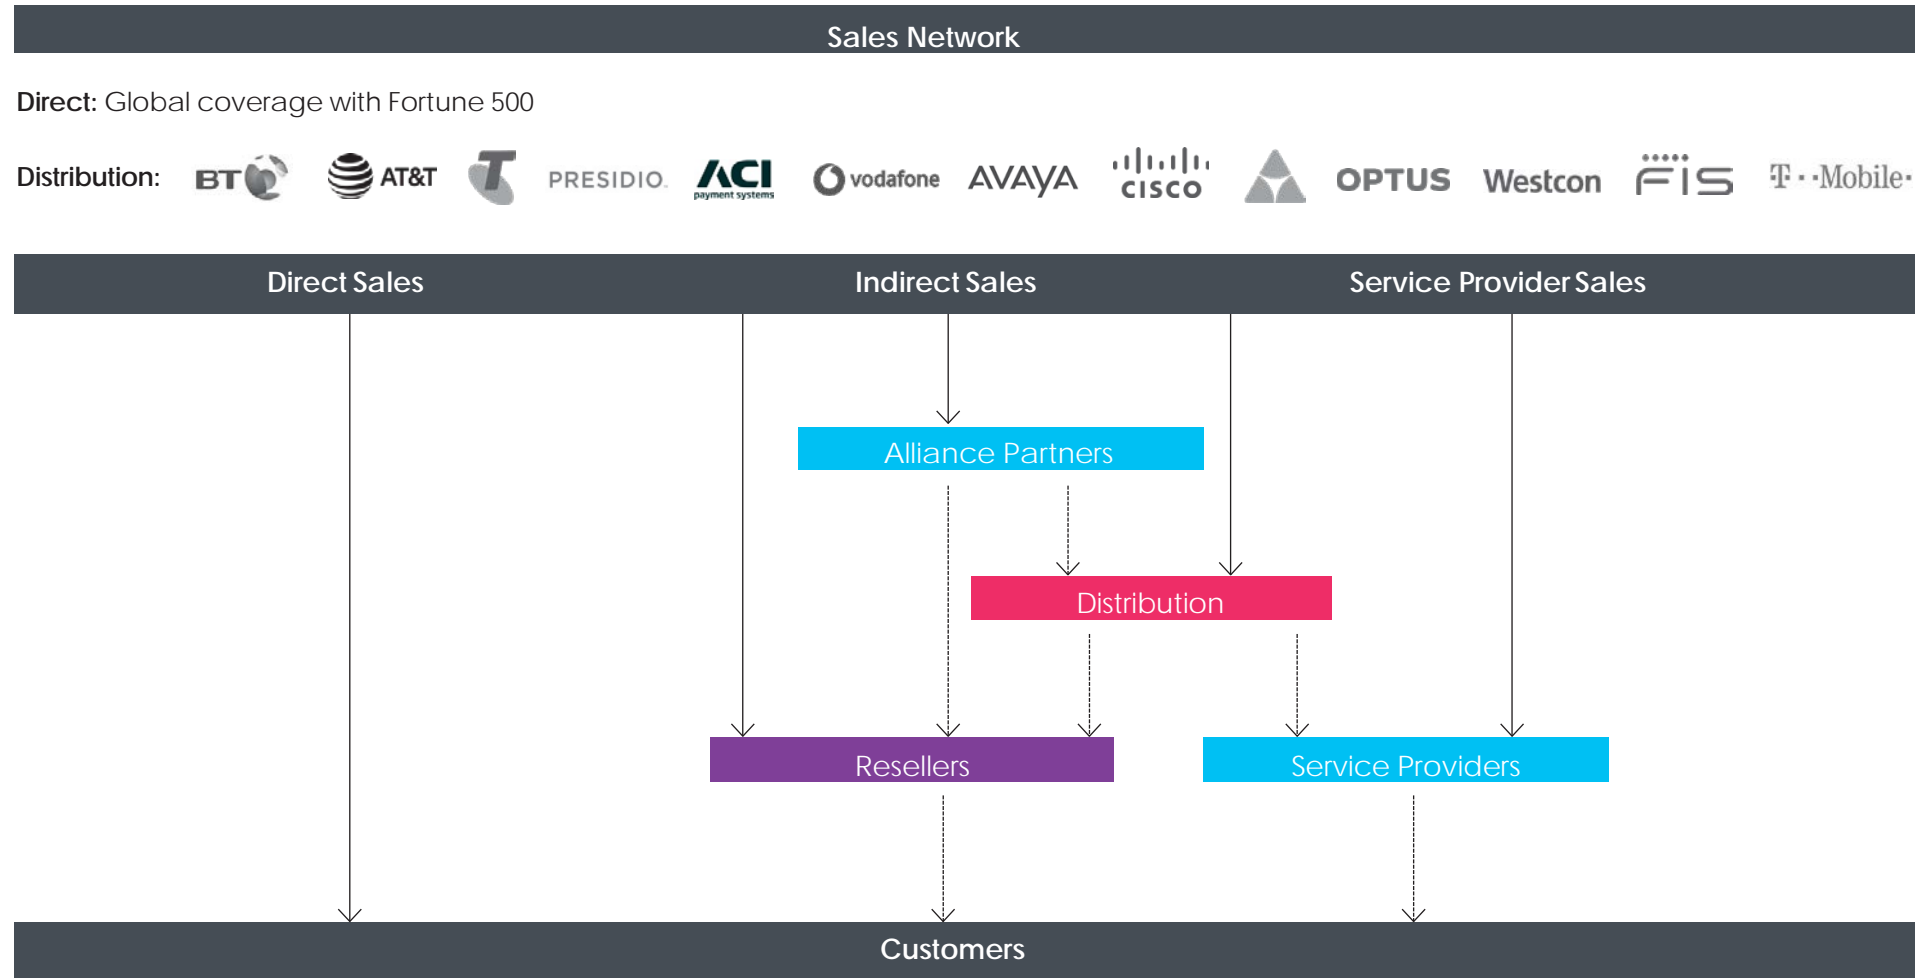 Sales Network
Direct: Global coverage with Fortune 500
Distribution: BT AT&T T PRESIDIO. ACI payment systems vodafone AVAYA CISCO OPTUS Westcon FIS T··Mobile·
Direct Sales Indirect Sales Service Provider Sales
Alliance Partners
Distribution
Resellers Service Providers
Customers